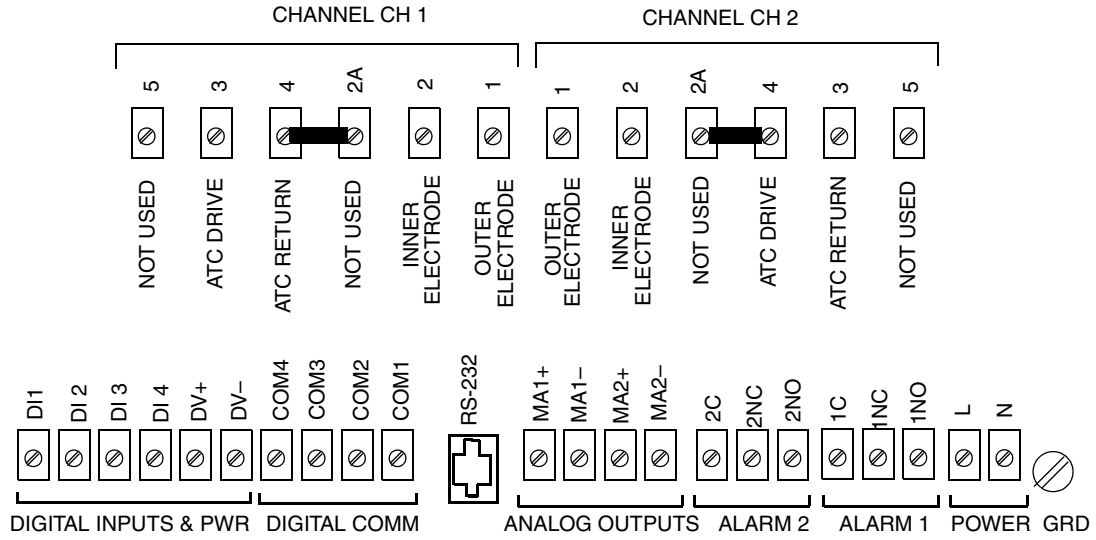 CHANNEL CH 1
CHANNEL CH 2
5 3 4 2A 2 1 1 2 2A 4 3 5
NOT USED
ATC DRIVE
ATC RETURN
NOT USED
INNER
ELECTRODE
OUTER
ELECTRODE
OUTER
ELECTRODE
INNER
ELECTRODE
NOT USED
ATC DRIVE
ATC RETURN
NOT USED
DI1 DI 2 DI 3 DI 4 DV+ DV– COM4 COM3 COM2 COM1 RS-232 MA1+ MA1– MA2+ MA2– 2C 2NC 2NO 1C 1NC 1NO L N
DIGITAL INPUTS & PWR DIGITAL COMM ANALOG OUTPUTS ALARM 2 ALARM 1 POWER GRD